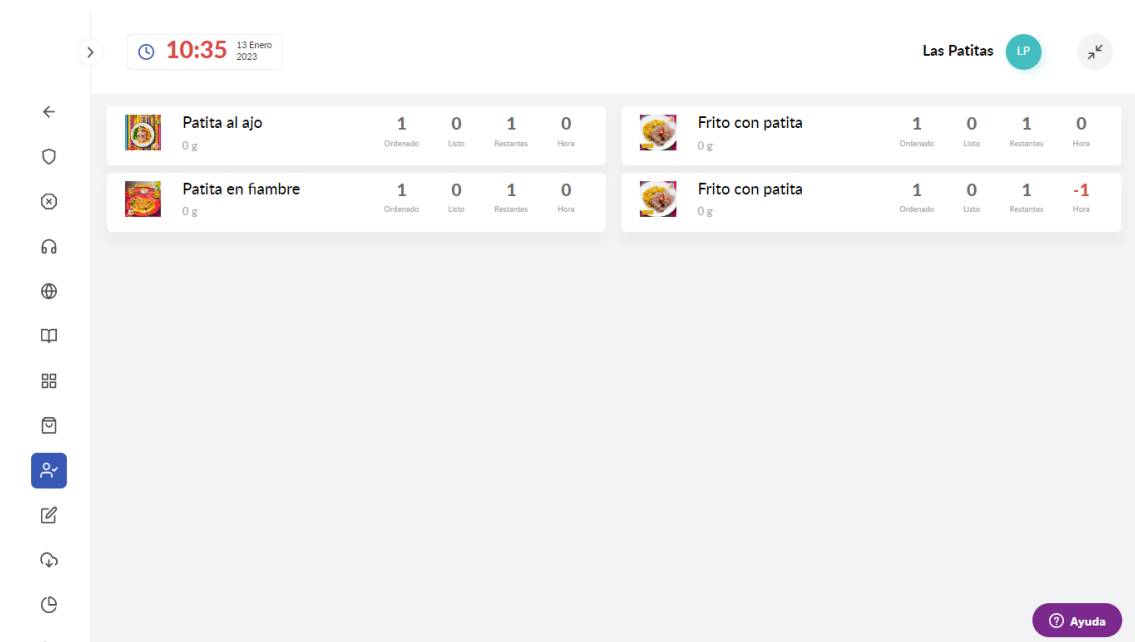 10:35
13 Enero
2023
Las Patitas
LP
Patita al ajo
0 g
1 0 1 0
Ordenado Listo Restantes Hora
Frito con patita
0 g
1 0 1 0
Ordenado Listo Restantes Hora
Patita en fiambre
0 g
1 0 1 0
Ordenado Listo Restantes Hora
Frito con patita
0 g
1 0 1 -1
Ordenado Listo Restantes Hora
Ayuda